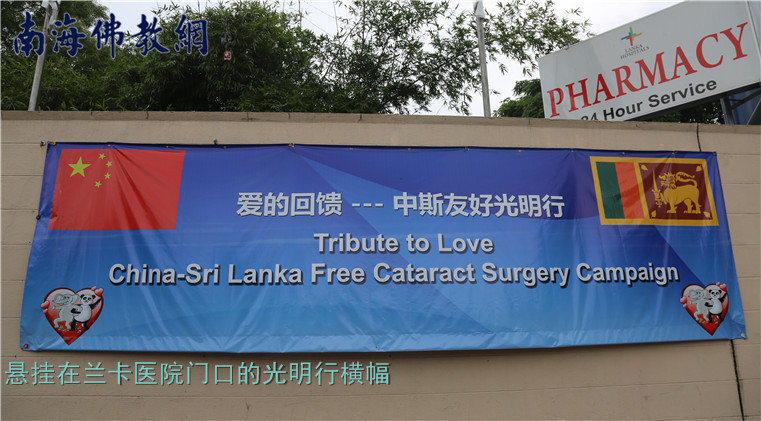 南海佛教網
LANKA
HOSPITALS
PHARMACY
24 Hour Service
爱的回馈 --- 中斯友好光明行
Tribute to Love
China-Sri Lanka Free Cataract Surgery Campaign
悬挂在兰卡医院门口的光明行横幅